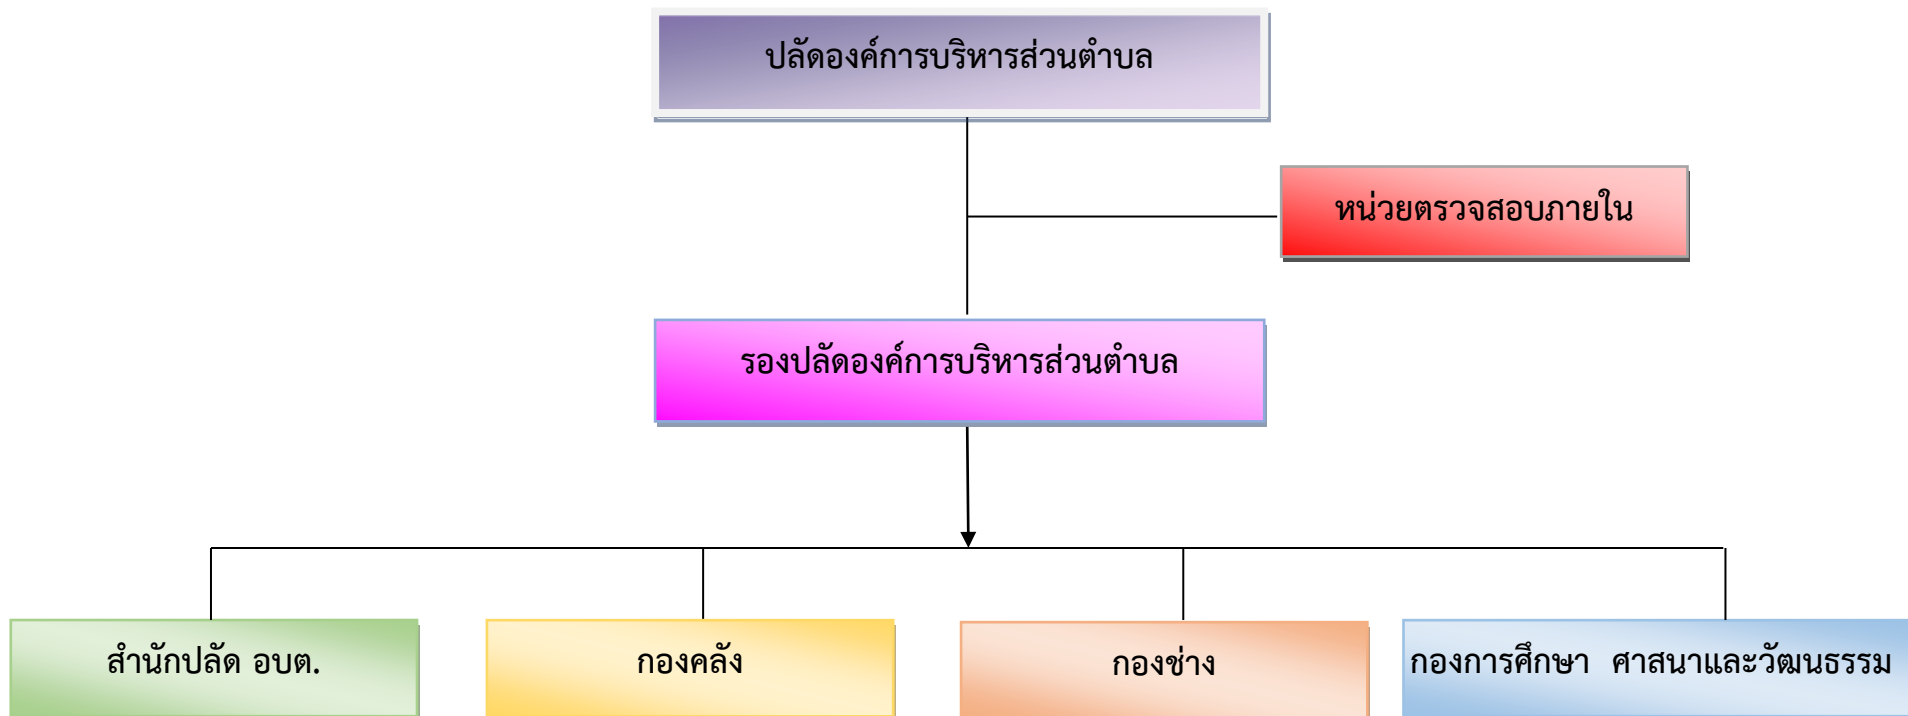 ปลัดองค์การบริหารส่วนตำบล
หน่วยตรวจสอบภายใน
รองปลัดองค์การบริหารส่วนตำบล
สำนักปลัด อบต.
กองคลัง
กองช่าง
กองการศึกษา ศาสนาและวัฒนธรรม